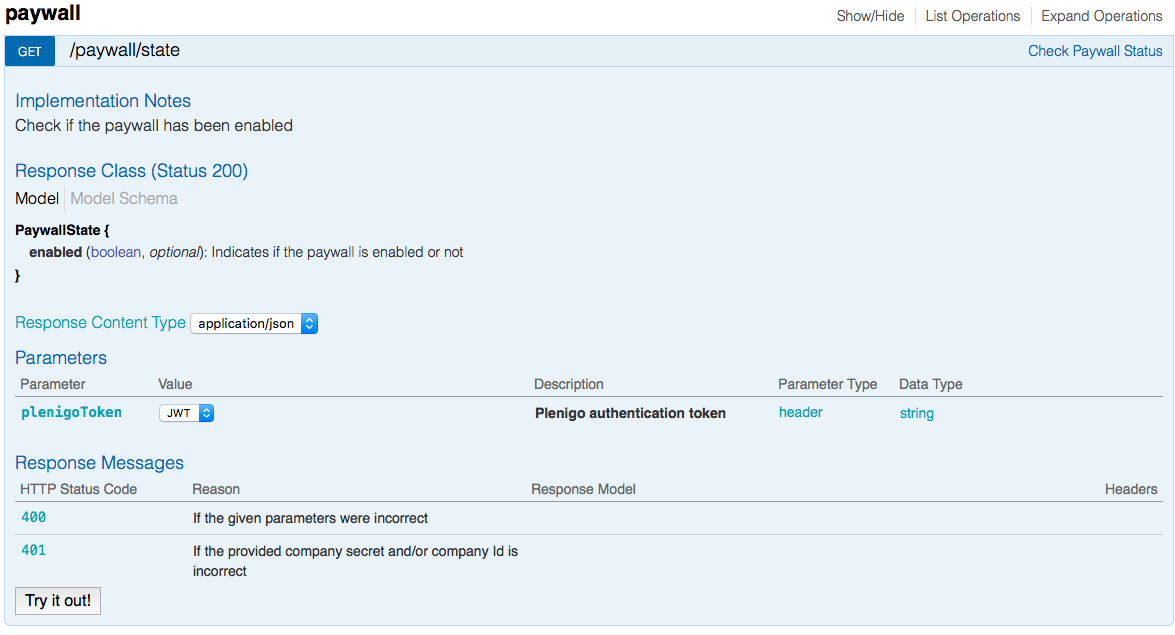 paywall
Show/Hide List Operations Expand Operations
GET /paywall/state Check Paywall Status
Implementation Notes
Check if the paywall has been enabled
Response Class (Status 200)
Model Model Schema
PaywallState {
enabled (boolean, optional): Indicates if the paywall is enabled or not
}
Response Content Type application/json
Parameters
Parameter Value Description Parameter Type Data Type
plenigoToken JWT Plenigo authentication token header string
Response Messages
HTTP Status Code Reason Response Model Headers
400 If the given parameters were incorrect
401 If the provided company secret and/or company Id is
incorrect
Try it out!